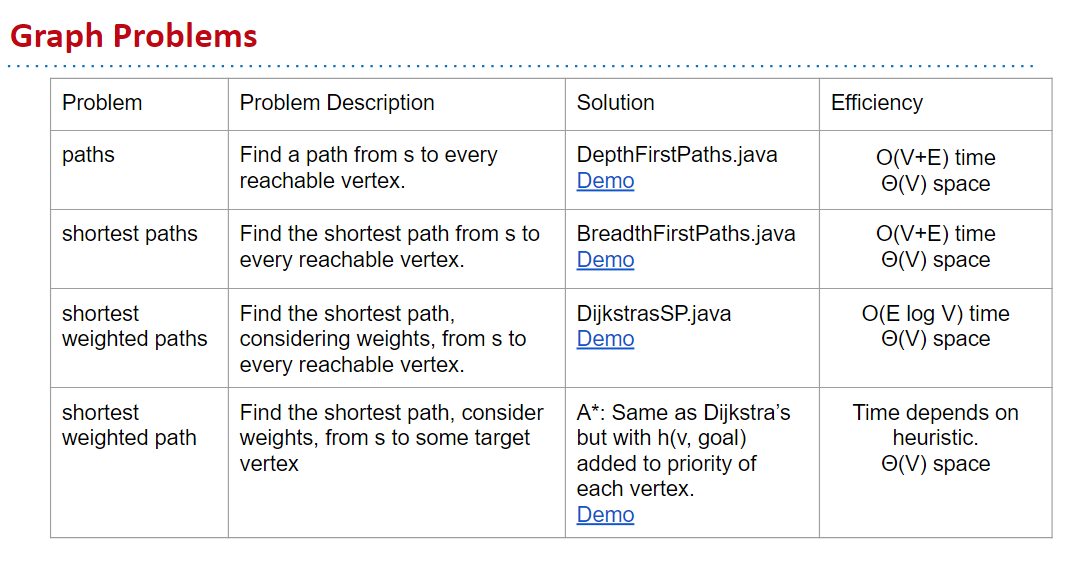 Graph Problems
Problem
Problem Description
Solution
Efficiency
paths
Find a path from s to every
reachable vertex.
DepthFirstPaths.java
Demo
O(V+E) time
Θ(V) space
shortest paths
Find the shortest path from s to
every reachable vertex.
BreadthFirstPaths.java
Demo
O(V+E) time
Θ(V) space
shortest
weighted paths
Find the shortest path,
considering weights, from s to
every reachable vertex.
DijkstrasSP.java
Demo
O(E log V) time
Θ(V) space
shortest
weighted path
Find the shortest path, consider
weights, from s to some target
vertex
A*: Same as Dijkstra’s
but with h(v, goal)
added to priority of
each vertex.
Demo
Time depends on
heuristic.
Θ(V) space